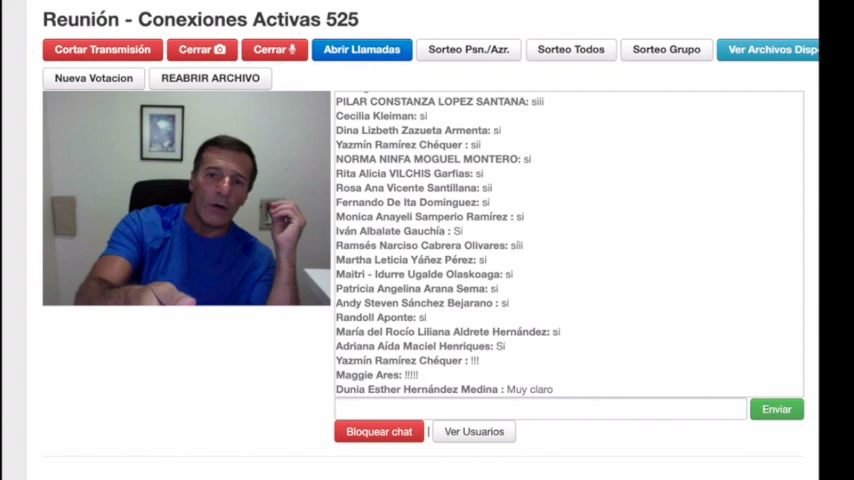 Reunión - Conexiones Activas 525
Cortar Transmisión Cerrar Cerrar Abrir Llamadas Sorteo Psn./Azr. Sorteo Todos Sorteo Grupo Ver Archivos Disp
Nueva Votacion REABRIR ARCHIVO
PILAR CONSTANZA LOPEZ SANTANA: siii
Cecilia Kleiman: si
Dina Lizbeth Zazueta Armenta: si
Yazmín Ramírez Chéquer : sii
NORMA NINFA MOGUEL MONTERO: si
Rita Alicia VILCHIS Garfias: si
Rosa Ana Vicente Santillana: sii
Fernando De Ita Dominguez: si
Monica Anayeli Samperio Ramírez : si
Iván Albalate Gauchía : Si
Ramsés Narciso Cabrera Olivares: síii
Martha Leticia Yáñez Pérez: si
Maitri - Idurre Ugalde Olaskoaga: si
Patricia Angelina Arana Sema: si
Andy Steven Sánchez Bejarano : si
Randoll Aponte: si
María del Rocío Liliana Aldrete Hernández: si
Adriana Aída Maciel Henriques: Si
Yazmín Ramírez Chéquer : !!!
Maggie Ares: !!!!!
Dunia Esther Hernández Medina : Muy claro
Enviar
Bloquear chat | Ver Usuarios